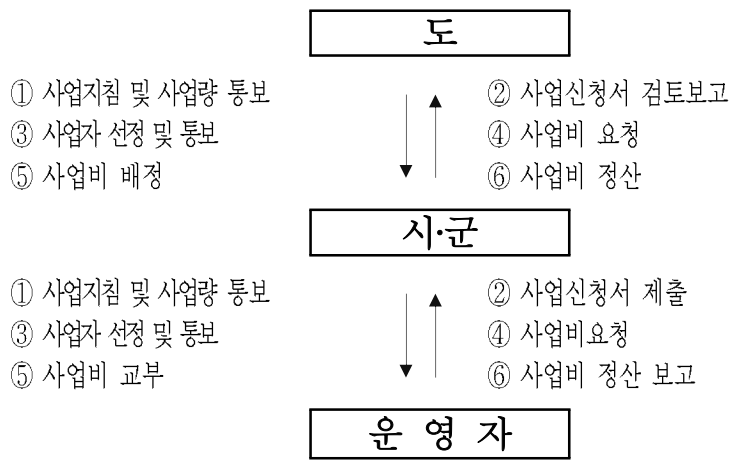 도
① 사업지침 및 사업량 통보
② 사업신청서 검토보고
③ 사업자 선정 및 통보
④ 사업비 요청
⑤ 사업비 배정
⑥ 사업비 정산
시·군
① 사업지침 및 사업량 통보
② 사업신청서 제출
③ 사업자 선정 및 통보
④ 사업비요청
⑤ 사업비 교부
⑥ 사업비 정산 보고
운 영 자